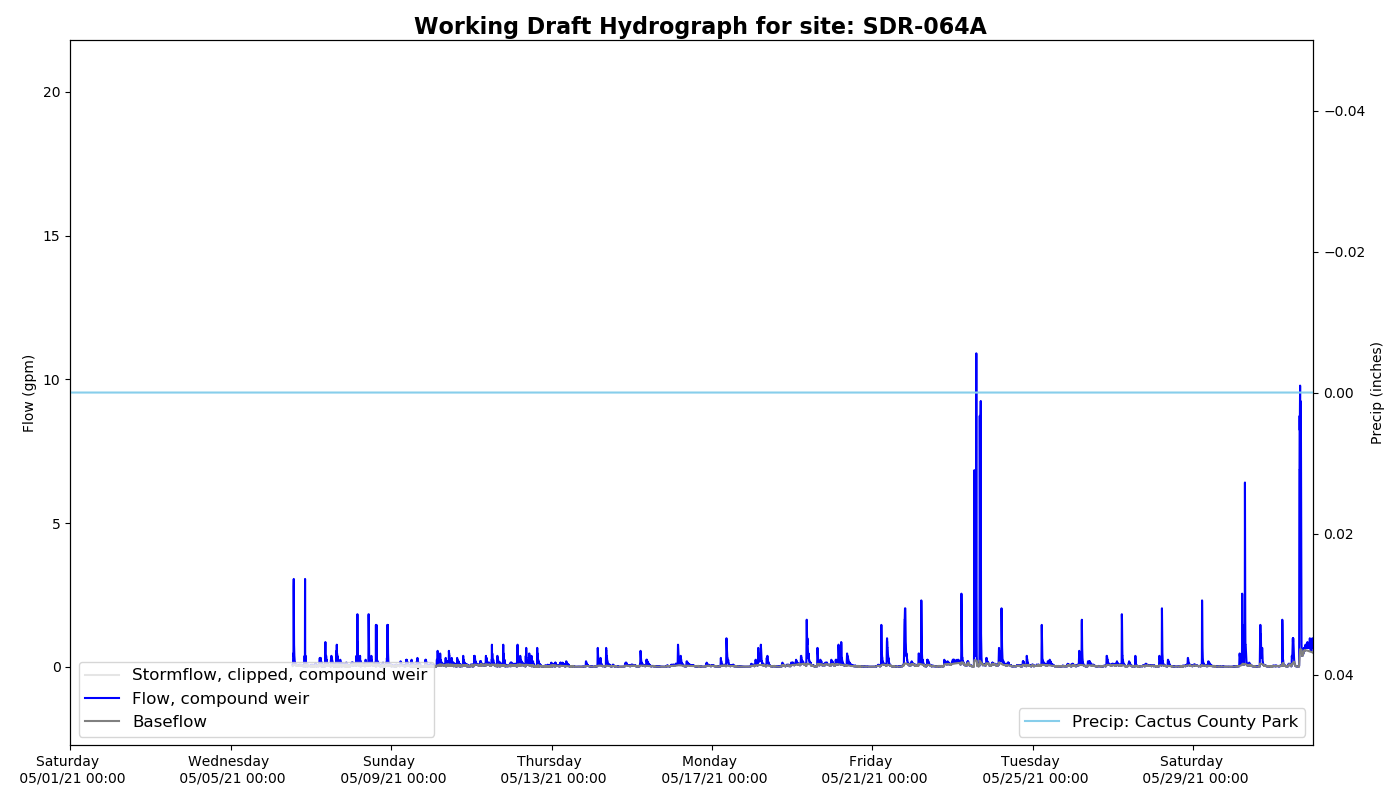 Working Draft Hydrograph for site: SDR-064A
20
15
10
5
0
Flow (gpm)
−0.04
−0.02
0.00
0.02
0.04
Precip (inches)
Stormflow, clipped, compound weir
Flow, compound weir
Baseflow
Precip: Cactus County Park
Saturday
05/01/21 00:00
Wednesday
05/05/21 00:00
Sunday
05/09/21 00:00
Thursday
05/13/21 00:00
Monday
05/17/21 00:00
Friday
05/21/21 00:00
Tuesday
05/25/21 00:00
Saturday
05/29/21 00:00